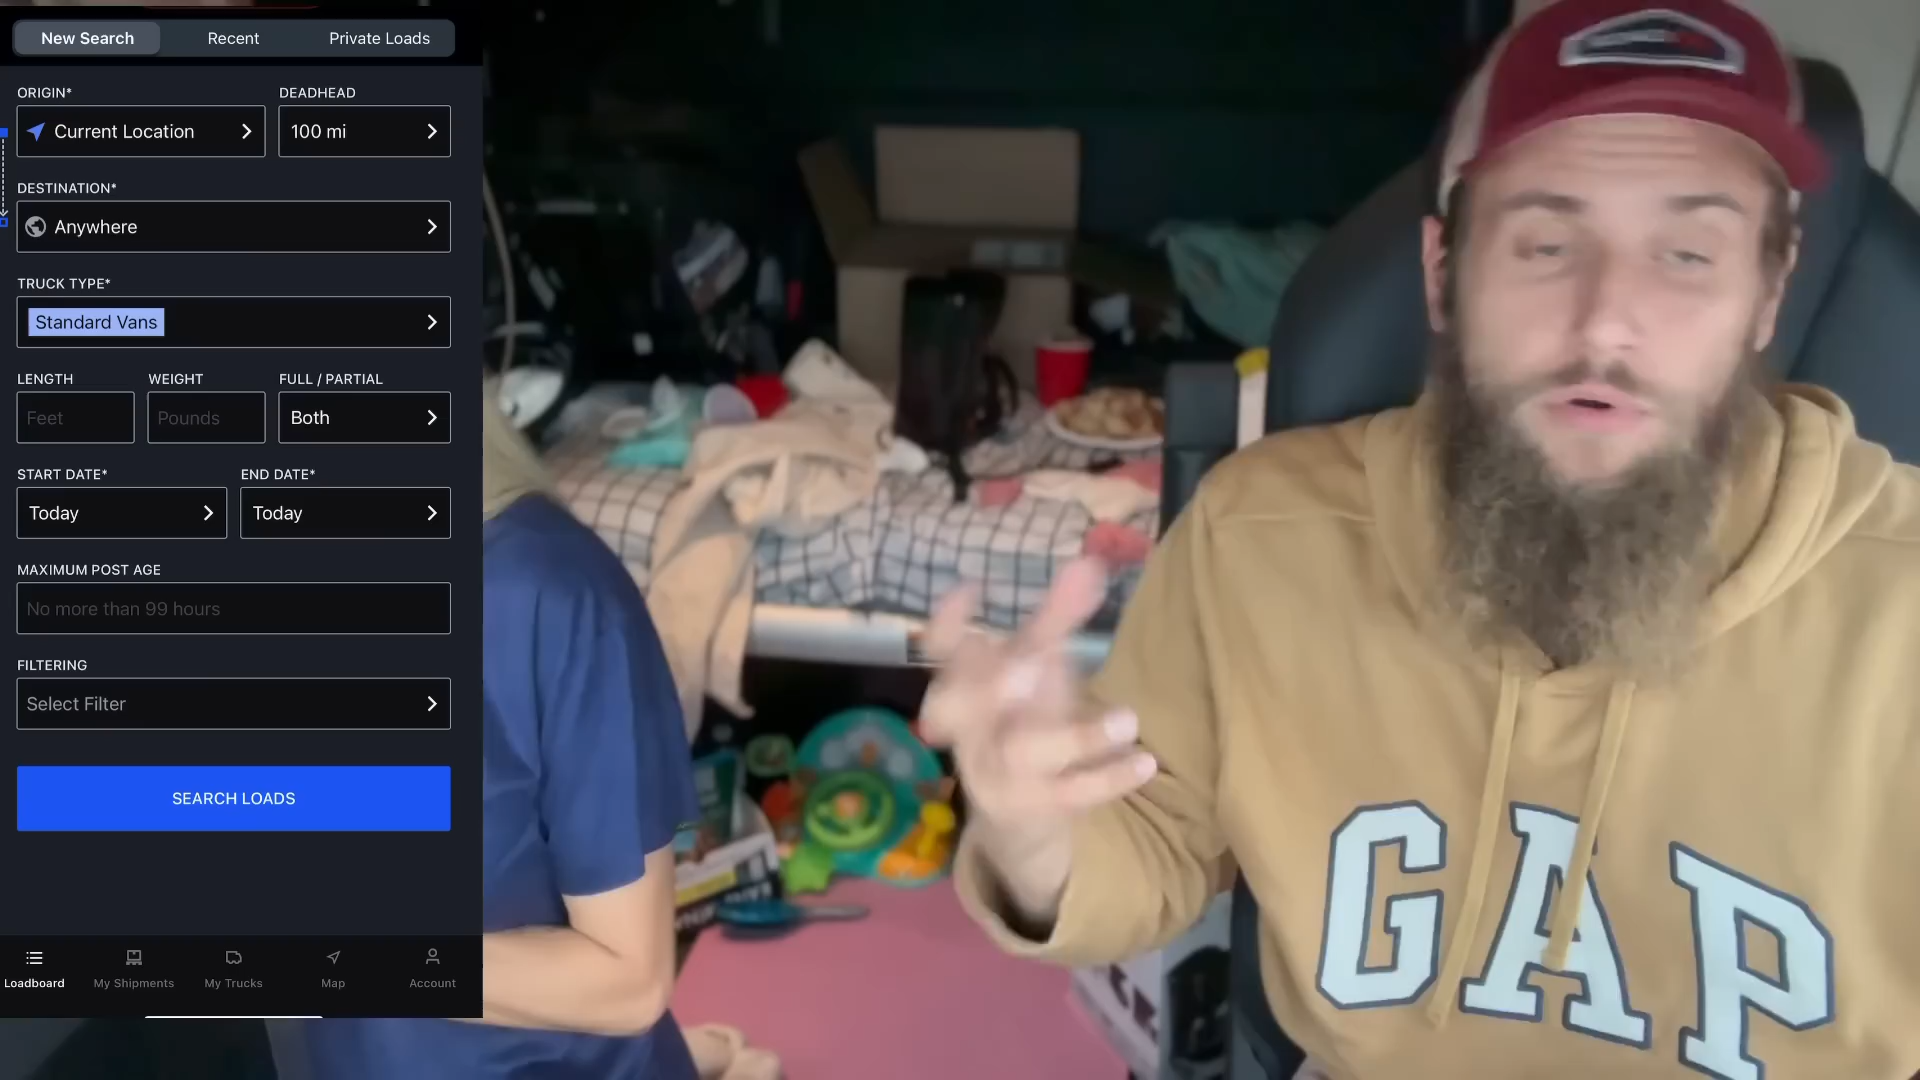 New Search
Recent
Private Loads
ORIGIN*
DEADHEAD
Current Location
100 mi
DESTINATION*
Anywhere
TRUCK TYPE*
Standard Vans
LENGTH
WEIGHT
FULL / PARTIAL
Feet
Pounds
Both
START DATE*
END DATE*
Today
Today
MAXIMUM POST AGE
No more than 99 hours
FILTERING
Select Filter
SEARCH LOADS
Loadboard
My Shipments
My Trucks
Map
Account
GAP